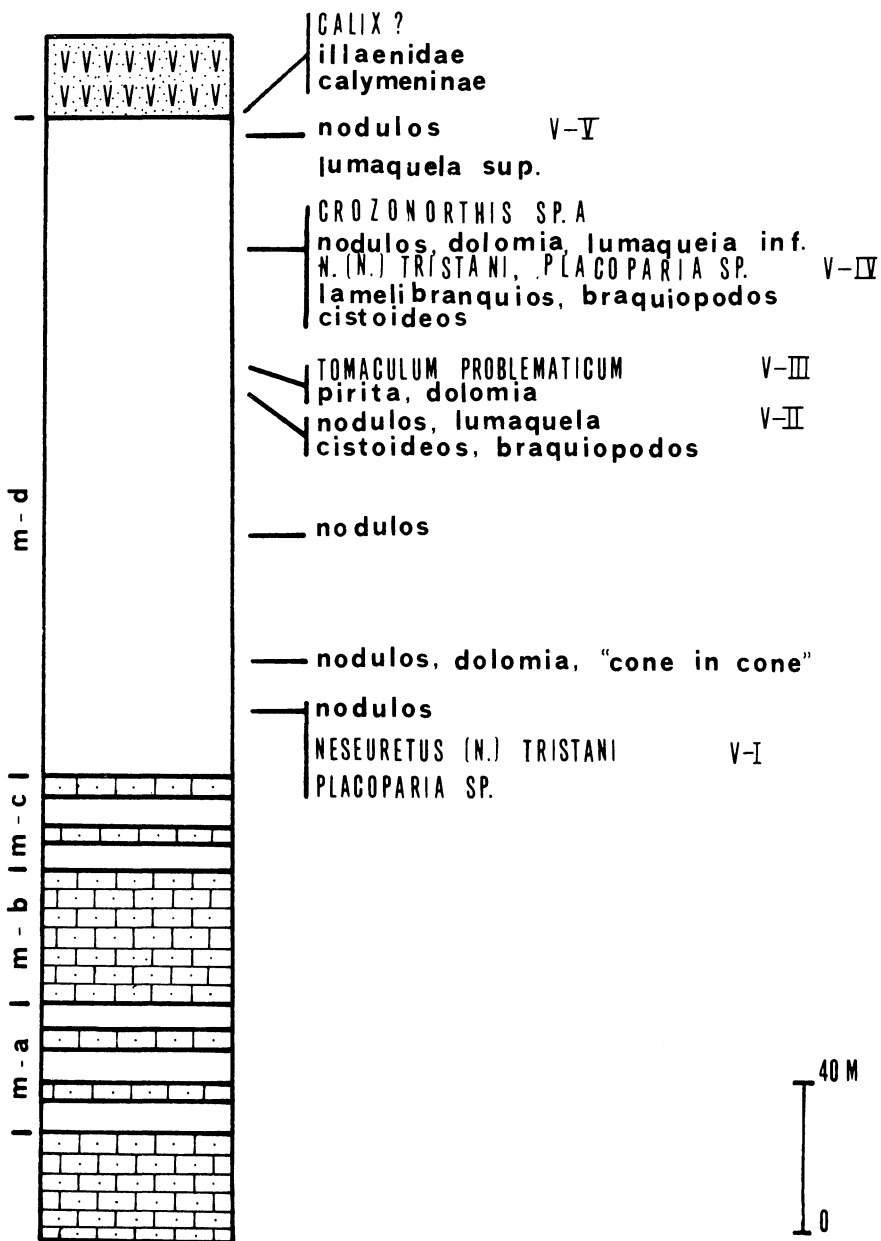 CALIX ?
illaenidae
calymeninae
nodulos V-V
lumaquela sup.
CROZONORTHIS SP. A
nodulos, dolomia, lumaqueia inf.
N. (N.) TRISTANI, PLACOPARIA SP. V-IV
lamelibranquios, braquiopodos
cistoideos
TOMACULUM PROBLEMATICUM V-III
pirita, dolomia
nodulos, lumaquela V-II
cistoideos, braquiopodos
nodulos
nodulos, dolomia, “cone in cone”
nodulos
NESEURETUS (N.) TRISTANI V-I
PLACOPARIA SP.
m-d
m-c
m-b
m-a
40 M
0